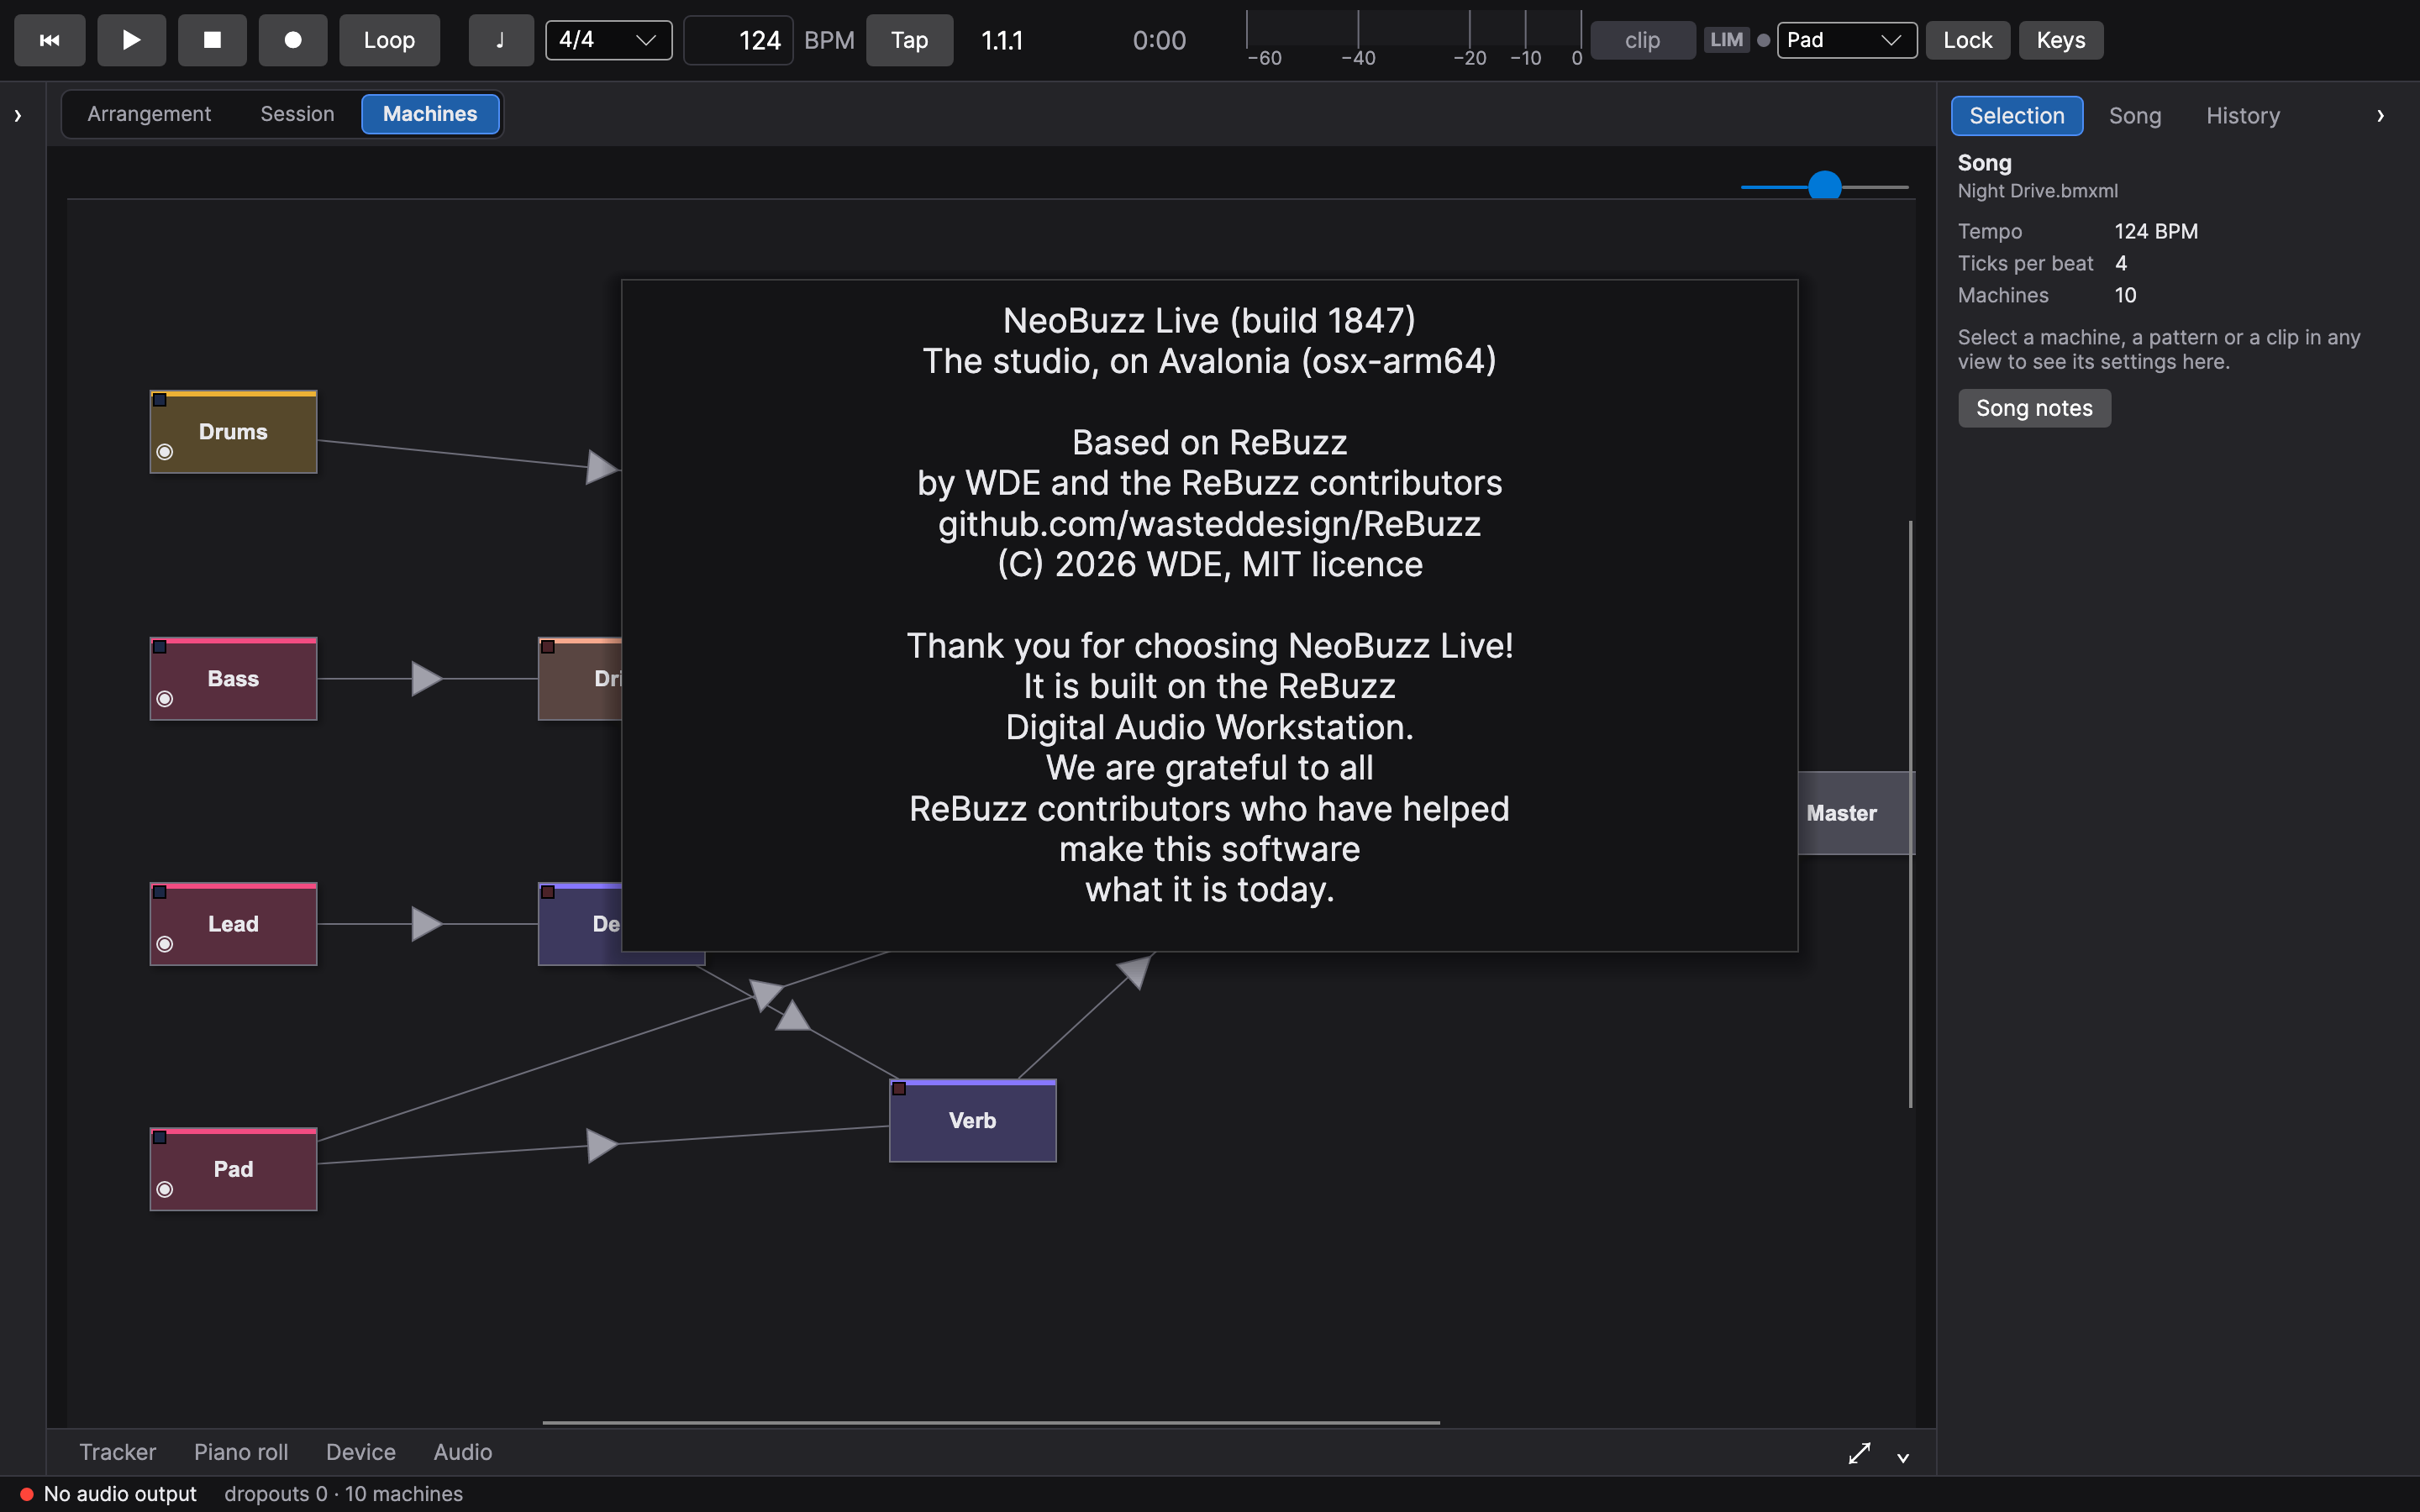 Loop
4/4
124 BPM
Tap
1.1.1
0:00
−60 −40 −20 −10 0
clip
LIM
Pad
Lock
Keys
Arrangement Session Machines
Selection Song History
Song
Night Drive.bmxml
Tempo 124 BPM
Ticks per beat 4
Machines 10
Select a machine, a pattern or a clip in any
view to see its settings here.
Song notes
NeoBuzz Live (build 1847)
The studio, on Avalonia (osx-arm64)
Based on ReBuzz
by WDE and the ReBuzz contributors
github.com/wasteddesign/ReBuzz
(C) 2026 WDE, MIT licence
Thank you for choosing NeoBuzz Live!
It is built on the ReBuzz
Digital Audio Workstation.
We are grateful to all
ReBuzz contributors who have helped
make this software
what it is today.
Drums
Bass
Dri
Lead
De
Master
Pad
Verb
Tracker Piano roll Device Audio
No audio output dropouts 0 · 10 machines